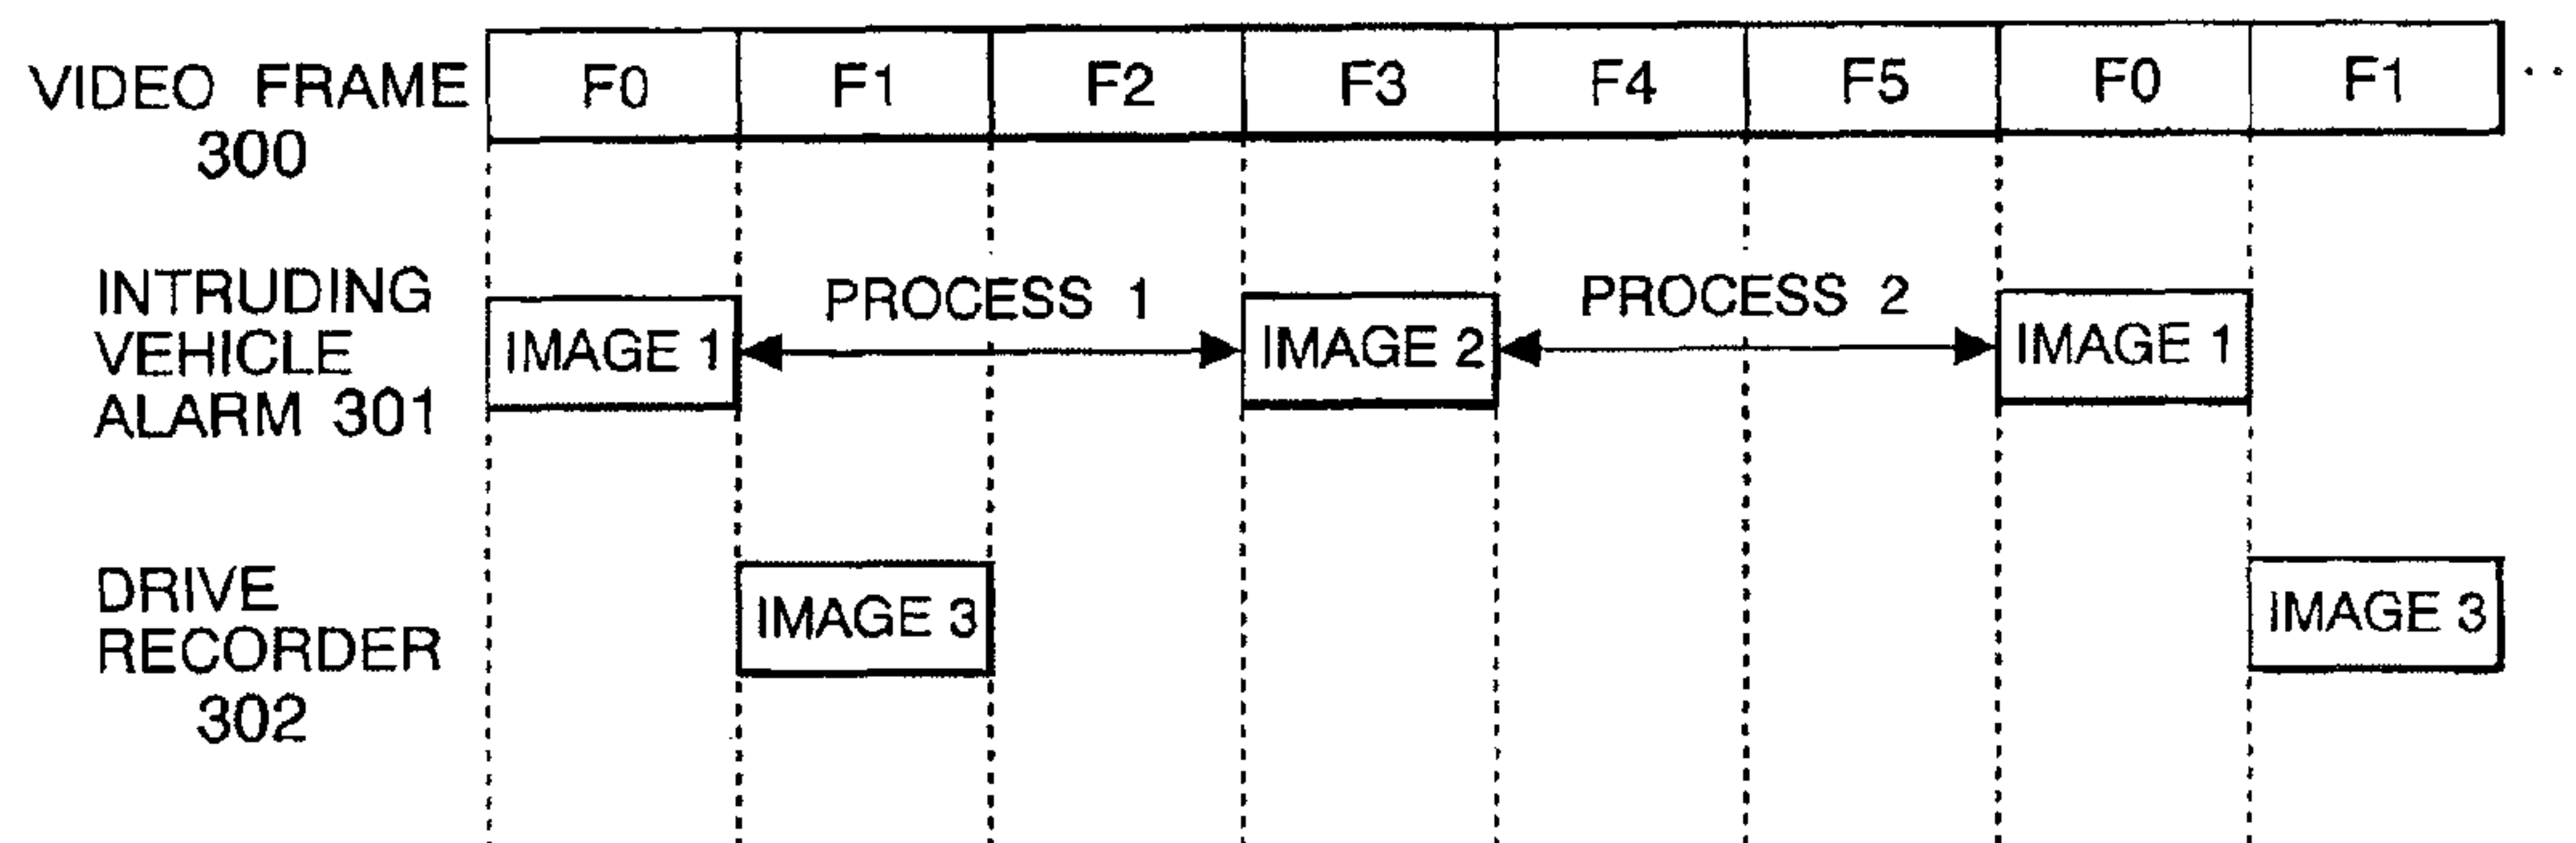 VIDEO FRAME
300
F0 F1 F2 F3 F4 F5 F0 F1 ..
INTRUDING
VEHICLE
ALARM 301
IMAGE 1 PROCESS 1 IMAGE 2 PROCESS 2 IMAGE 1
DRIVE
RECORDER
302
IMAGE 3 IMAGE 3